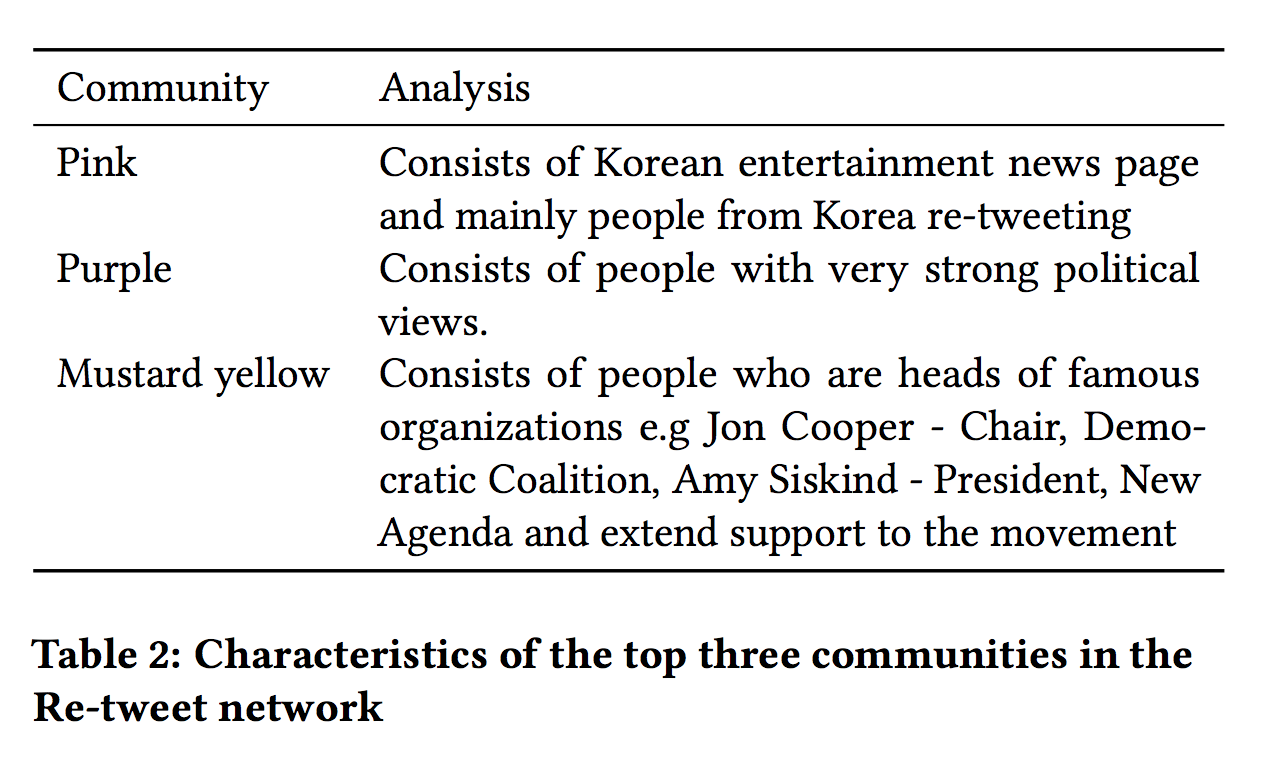 Community Analysis
Pink Consists of Korean entertainment news page
and mainly people from Korea re-tweeting
Purple Consists of people with very strong political
views.
Mustard yellow Consists of people who are heads of famous
organizations e.g Jon Cooper - Chair, Demo-
cratic Coalition, Amy Siskind - President, New
Agenda and extend support to the movement
Table 2: Characteristics of the top three communities in the
Re-tweet network